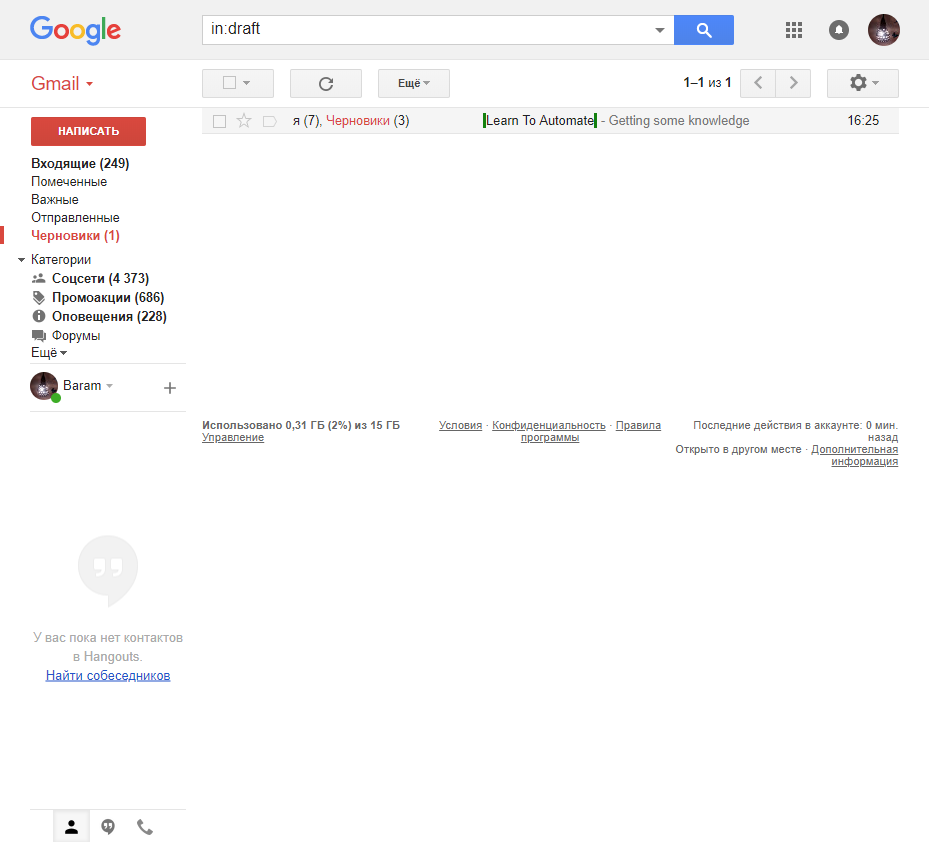 Google
in:draft
Gmail
Ещё
1–1 из 1
НАПИСАТЬ
я (7), Черновики (3)
Learn To Automate - Getting some knowledge
16:25
Входящие (249)
Помеченные
Важные
Отправленные
Черновики (1)
Категории
Соцсети (4 373)
Промоакции (686)
Оповещения (228)
Форумы
Ещё
Baram
Использовано 0,31 ГБ (2%) из 15 ГБ
Управление
Условия · Конфиденциальность · Правила
программы
Последние действия в аккаунте: 0 мин.
назад
Открыто в другом месте · Дополнительная
информация
У вас пока нет контактов
в Hangouts.
Найти собеседников